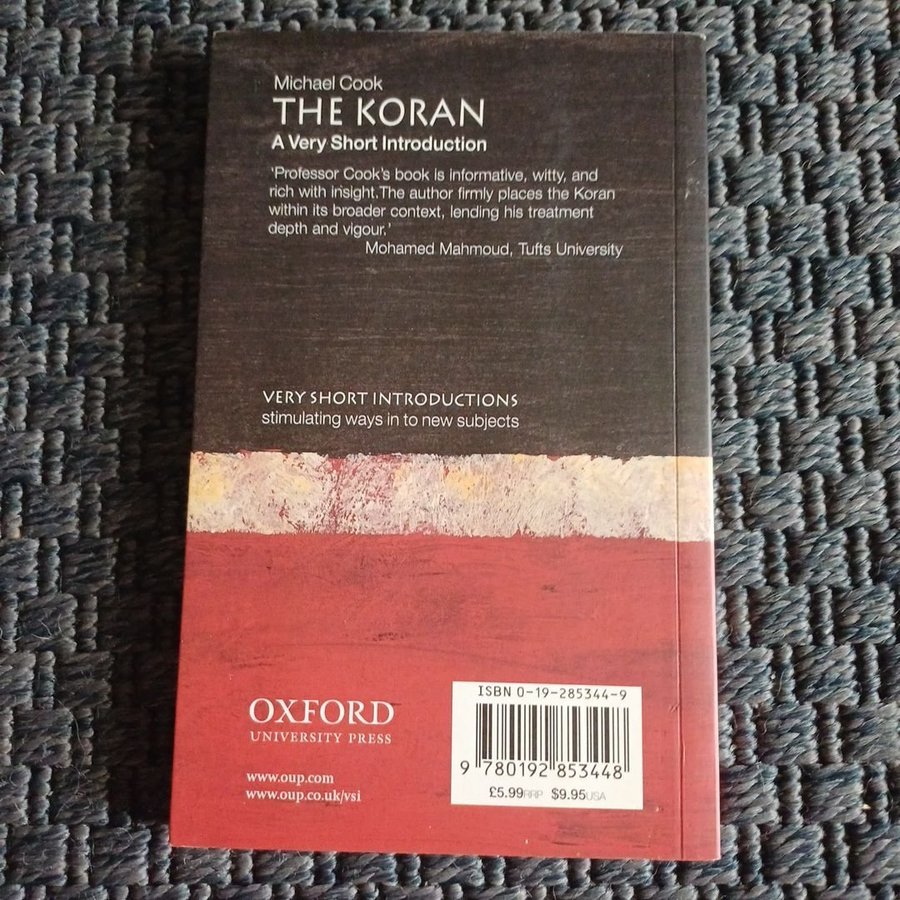 Michael Cook
THE KORAN
A Very Short Introduction
'Professor Cook's book is informative, witty, and
rich with insight.The author firmly places the Koran
within its broader context, lending his treatment
depth and vigour.'
Mohamed Mahmoud, Tufts University
VERY SHORT INTRODUCTIONS
stimulating ways in to new subjects
OXFORD
UNIVERSITY PRESS
www.oup.com
www.oup.co.uk/vsi
ISBN 0-19-285344-9
9 780192 853448
£5.99RRP $9.95USA